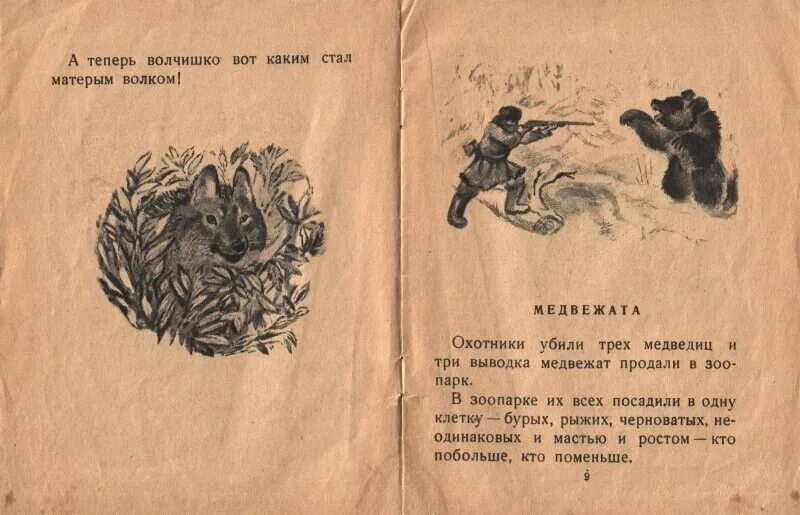 А теперь волчишко вот каким стал
матерым волком!
МЕДВЕЖАТА
Охотники убили трех медведиц и
три выводка медвежат продали в зоо-
парк.
В зоопарке их всех посадили в одну
клетку — бурых, рыжих, черноватых, не-
одинаковых и мастью и ростом — кто
побольше, кто поменьше.
9